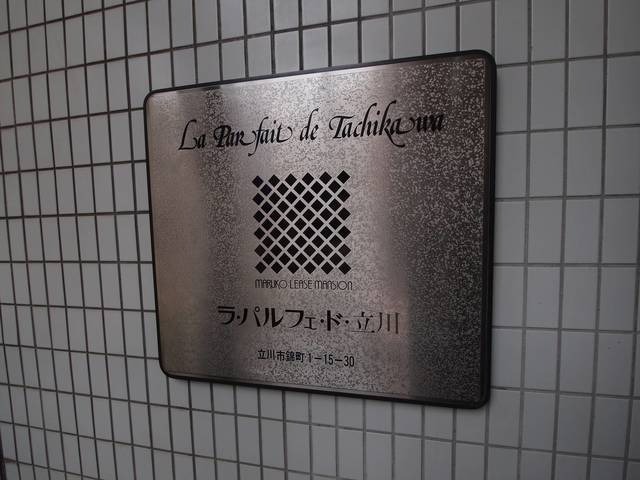 La Parfait de Tachikawa
MARUKO LEASE MANSION
ラ・パルフェ・ド・立川
立川市錦町1-15-30